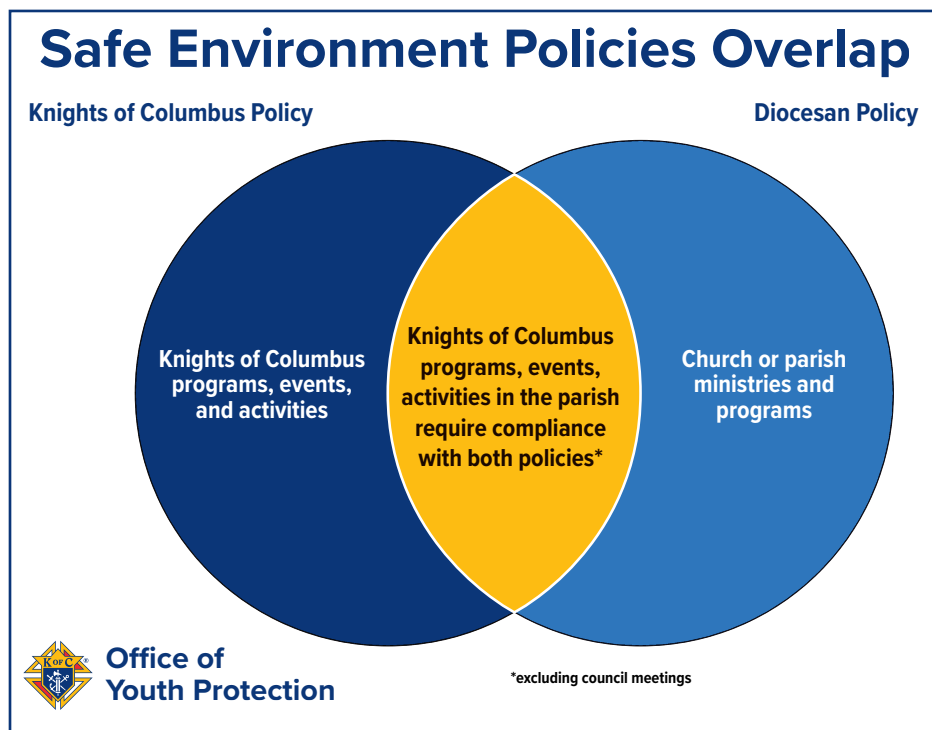 Safe Environment Policies Overlap
Knights of Columbus Policy
Diocesan Policy
Knights of Columbus
programs, events,
and activities
Knights of Columbus
programs, events,
activities in the parish
require compliance
with both policies*
Church or parish
ministries and
programs
K OF C
®
Office of
Youth Protection
*excluding council meetings